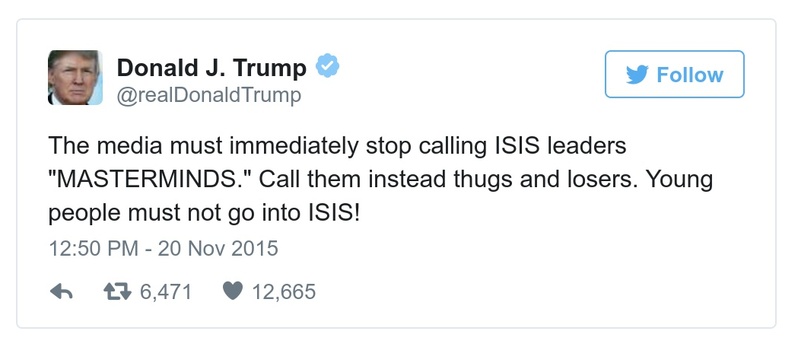 Donald J. Trump
@realDonaldTrump
Follow
The media must immediately stop calling ISIS leaders
"MASTERMINDS." Call them instead thugs and losers. Young
people must not go into ISIS!
12:50 PM - 20 Nov 2015
6,471 12,665